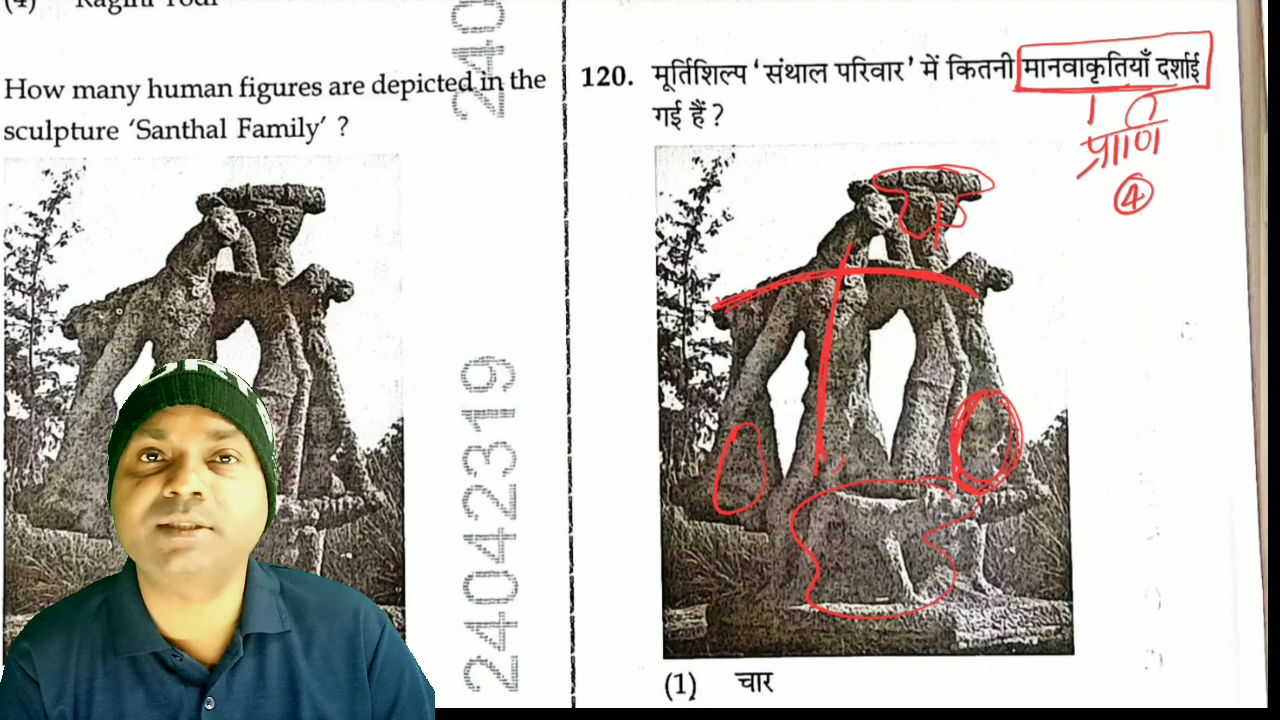 (4) Ragini Todi
How many human figures are depicted in the
sculpture ‘Santhal Family’ ?
24042319
240
120. मूर्तिशिल्प ‘संथाल परिवार’ में कितनी मानवाकृतियाँ दर्शाई
गई हैं ?
प्राणि
4
(1) चार